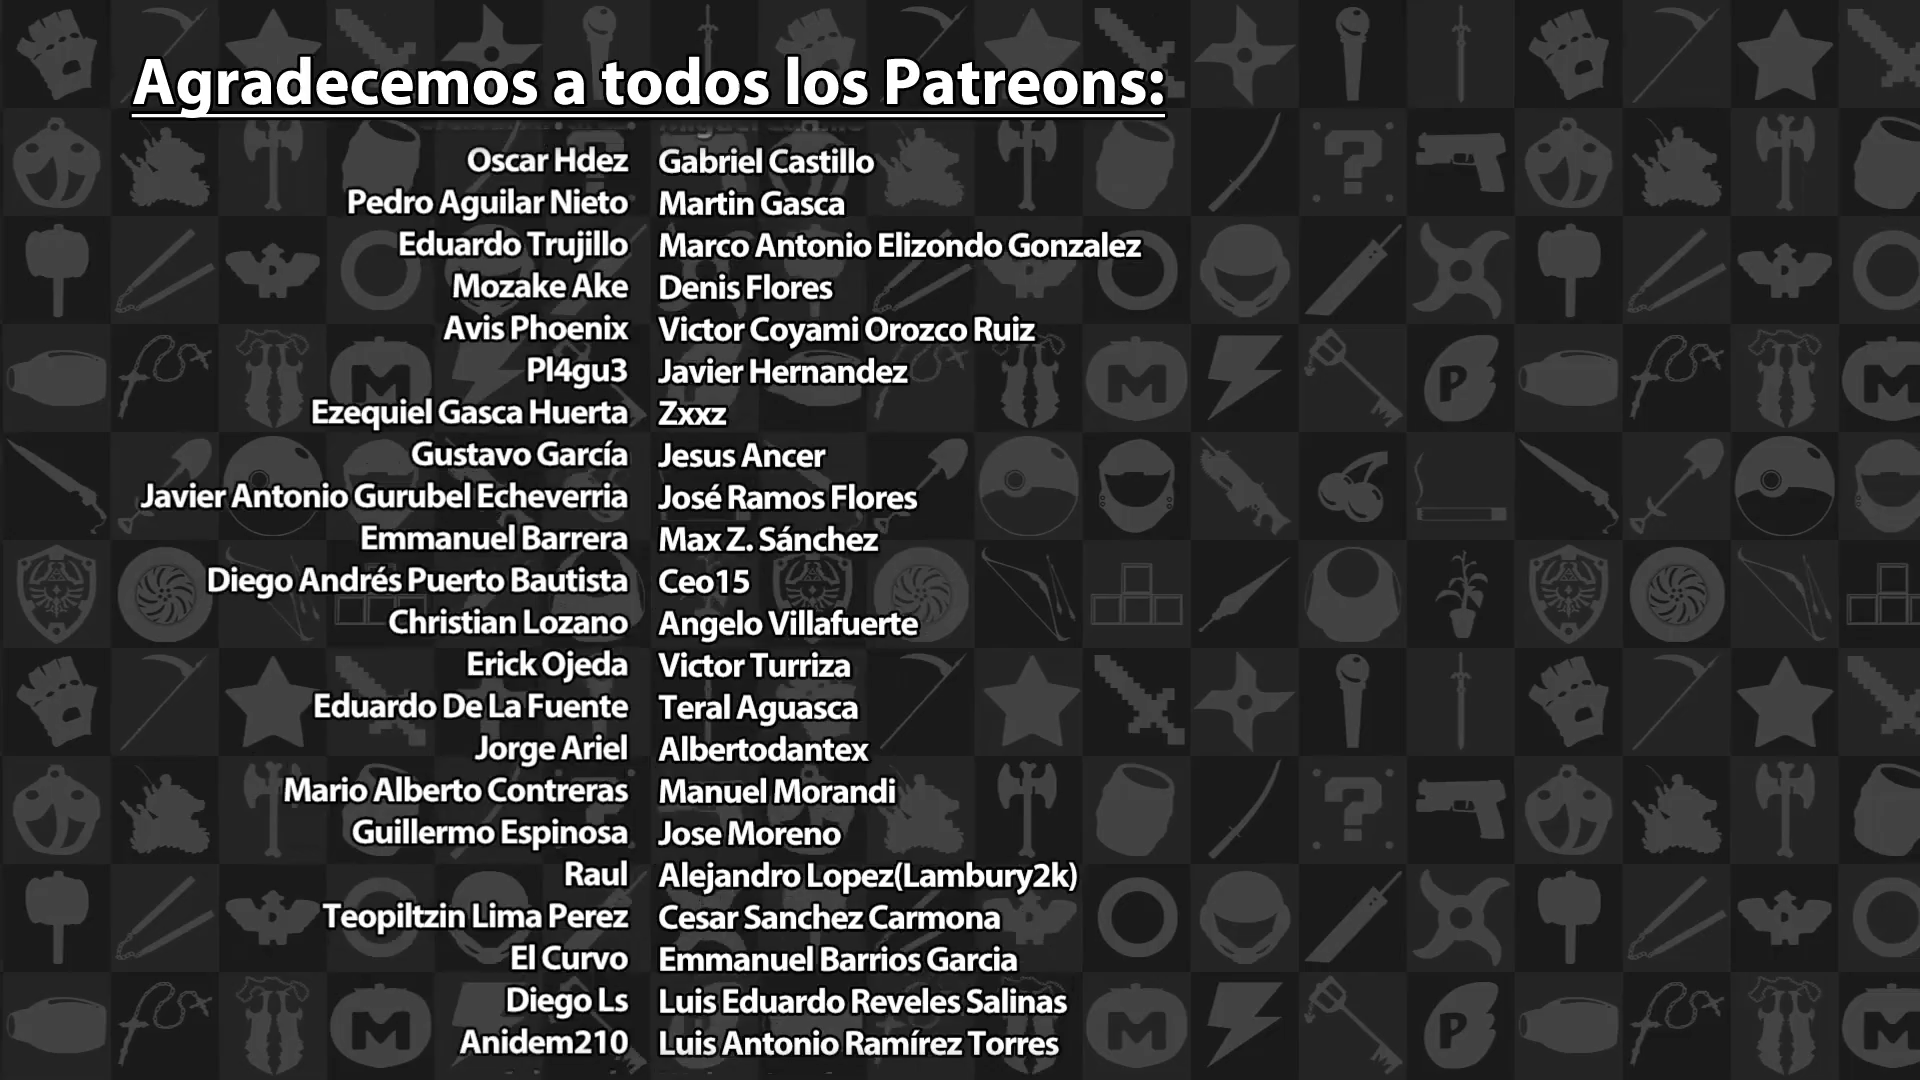 Agradecemos a todos los Patreons:
Oscar Hdez Gabriel Castillo
Pedro Aguilar Nieto Martin Gasca
Eduardo Trujillo Marco Antonio Elizondo Gonzalez
Mozake Ake Denis Flores
Avis Phoenix Victor Coyami Orozco Ruiz
Pl4gu3 Javier Hernandez
Ezequiel Gasca Huerta Zxxz
Gustavo García Jesus Ancer
Javier Antonio Gurubel Echeverria José Ramos Flores
Emmanuel Barrera Max Z. Sánchez
Diego Andrés Puerto Bautista Ceo15
Christian Lozano Angelo Villafuerte
Erick Ojeda Victor Turriza
Eduardo De La Fuente Teral Aguasca
Jorge Ariel Albertodantex
Mario Alberto Contreras Manuel Morandi
Guillermo Espinosa Jose Moreno
Raul Alejandro Lopez(Lambury2k)
Teopiltzin Lima Perez Cesar Sanchez Carmona
El Curvo Emmanuel Barrios Garcia
Diego Ls Luis Eduardo Reveles Salinas
Anidem210 Luis Antonio Ramírez Torres